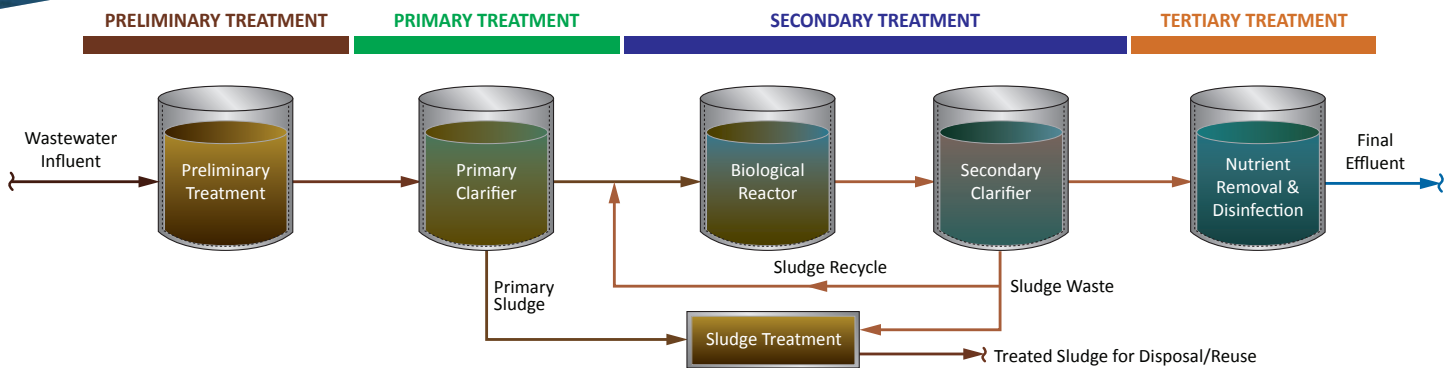 PRELIMINARY TREATMENT
PRIMARY TREATMENT
SECONDARY TREATMENT
TERTIARY TREATMENT
Wastewater
Influent
Preliminary
Treatment
Primary
Clarifier
Biological
Reactor
Secondary
Clarifier
Nutrient
Removal &
Disinfection
Final
Effluent
Sludge Recycle
Primary
Sludge
Sludge Waste
Sludge Treatment
Treated Sludge for Disposal/Reuse